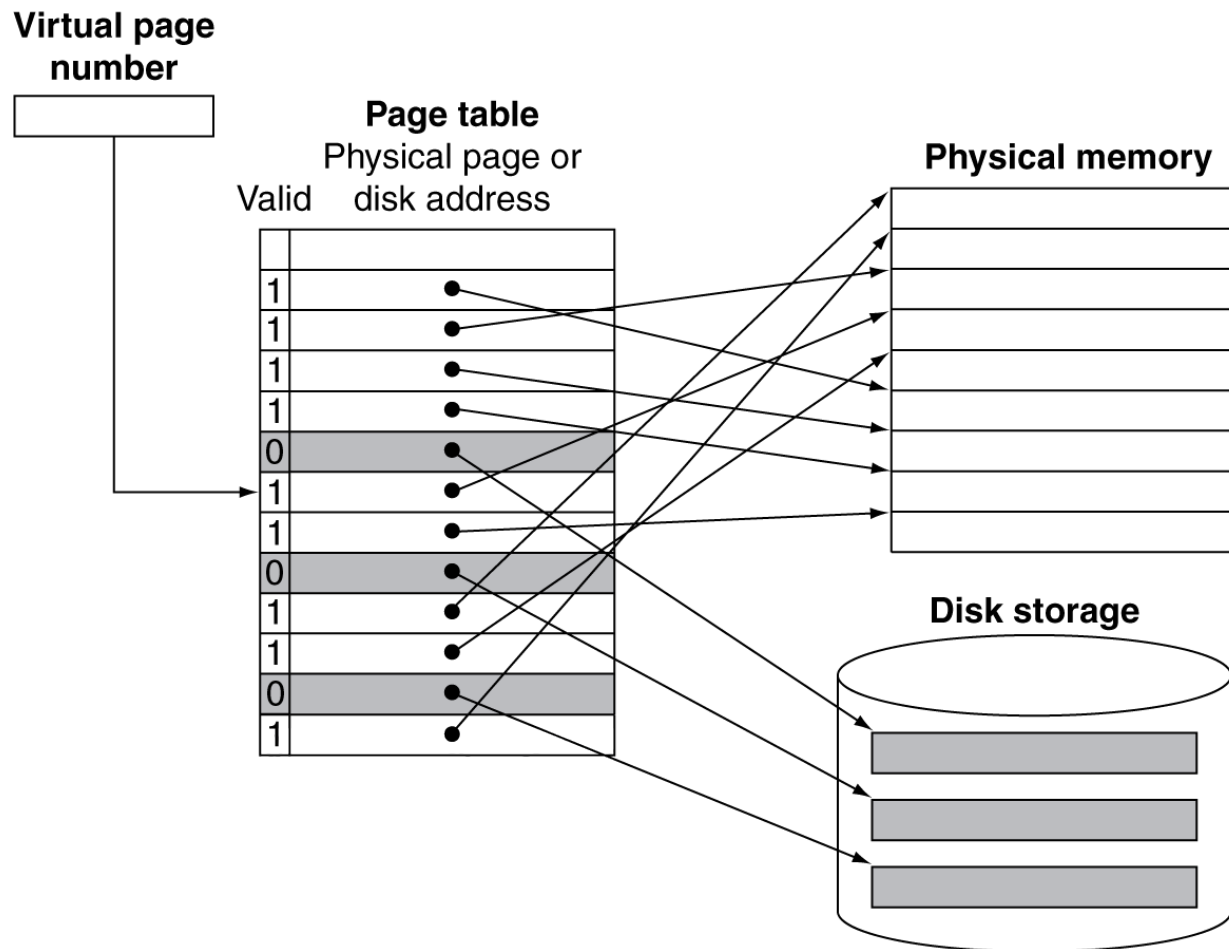 Virtual page
number
Page table
Physical page or
Valid disk address
Physical memory
1
1
1
1
0
1
1
0
1
1
0
1
Disk storage